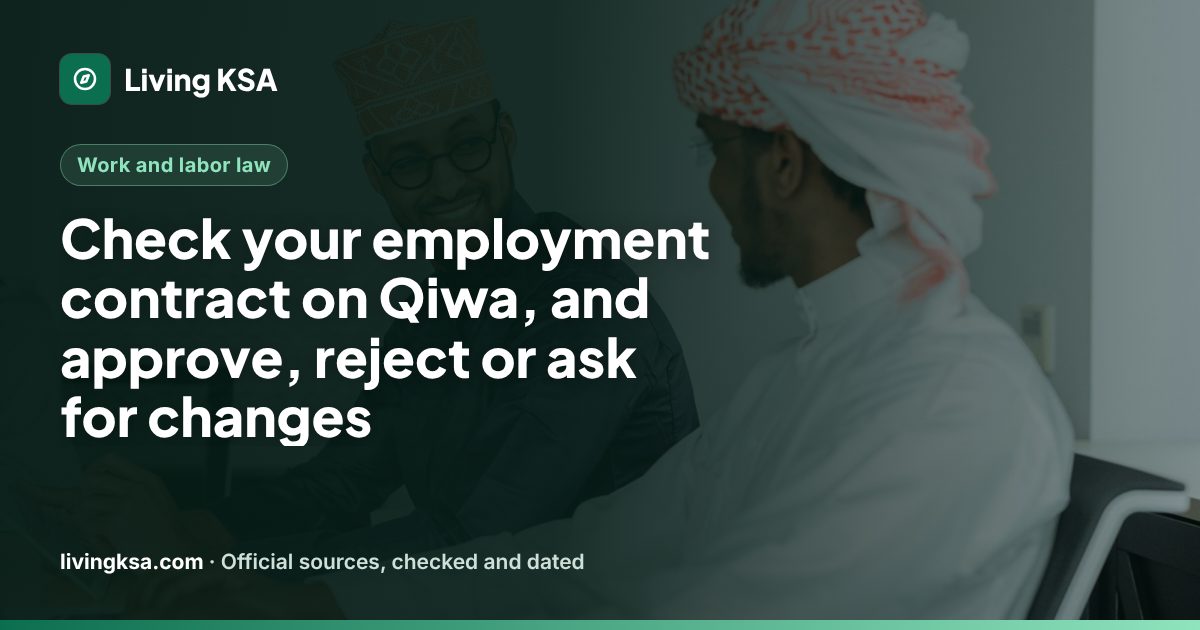 Living KSA
Work and labor law
Check your employment
contract on Qiwa, and
approve, reject or ask
for changes
livingksa.com · Official sources, checked and dated